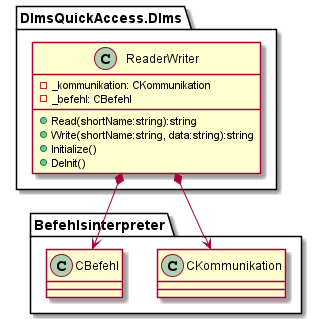 DlmsQuickAccess.Dlms
C ReaderWriter
_kommunikation: CKommunikation
_befehl: CBefehl
Read(shortName:string):string
Write(shortName:string, data:string):string
Initialize()
DeInit()
Befehlsinterpreter
C CBefehl
C CKommunikation